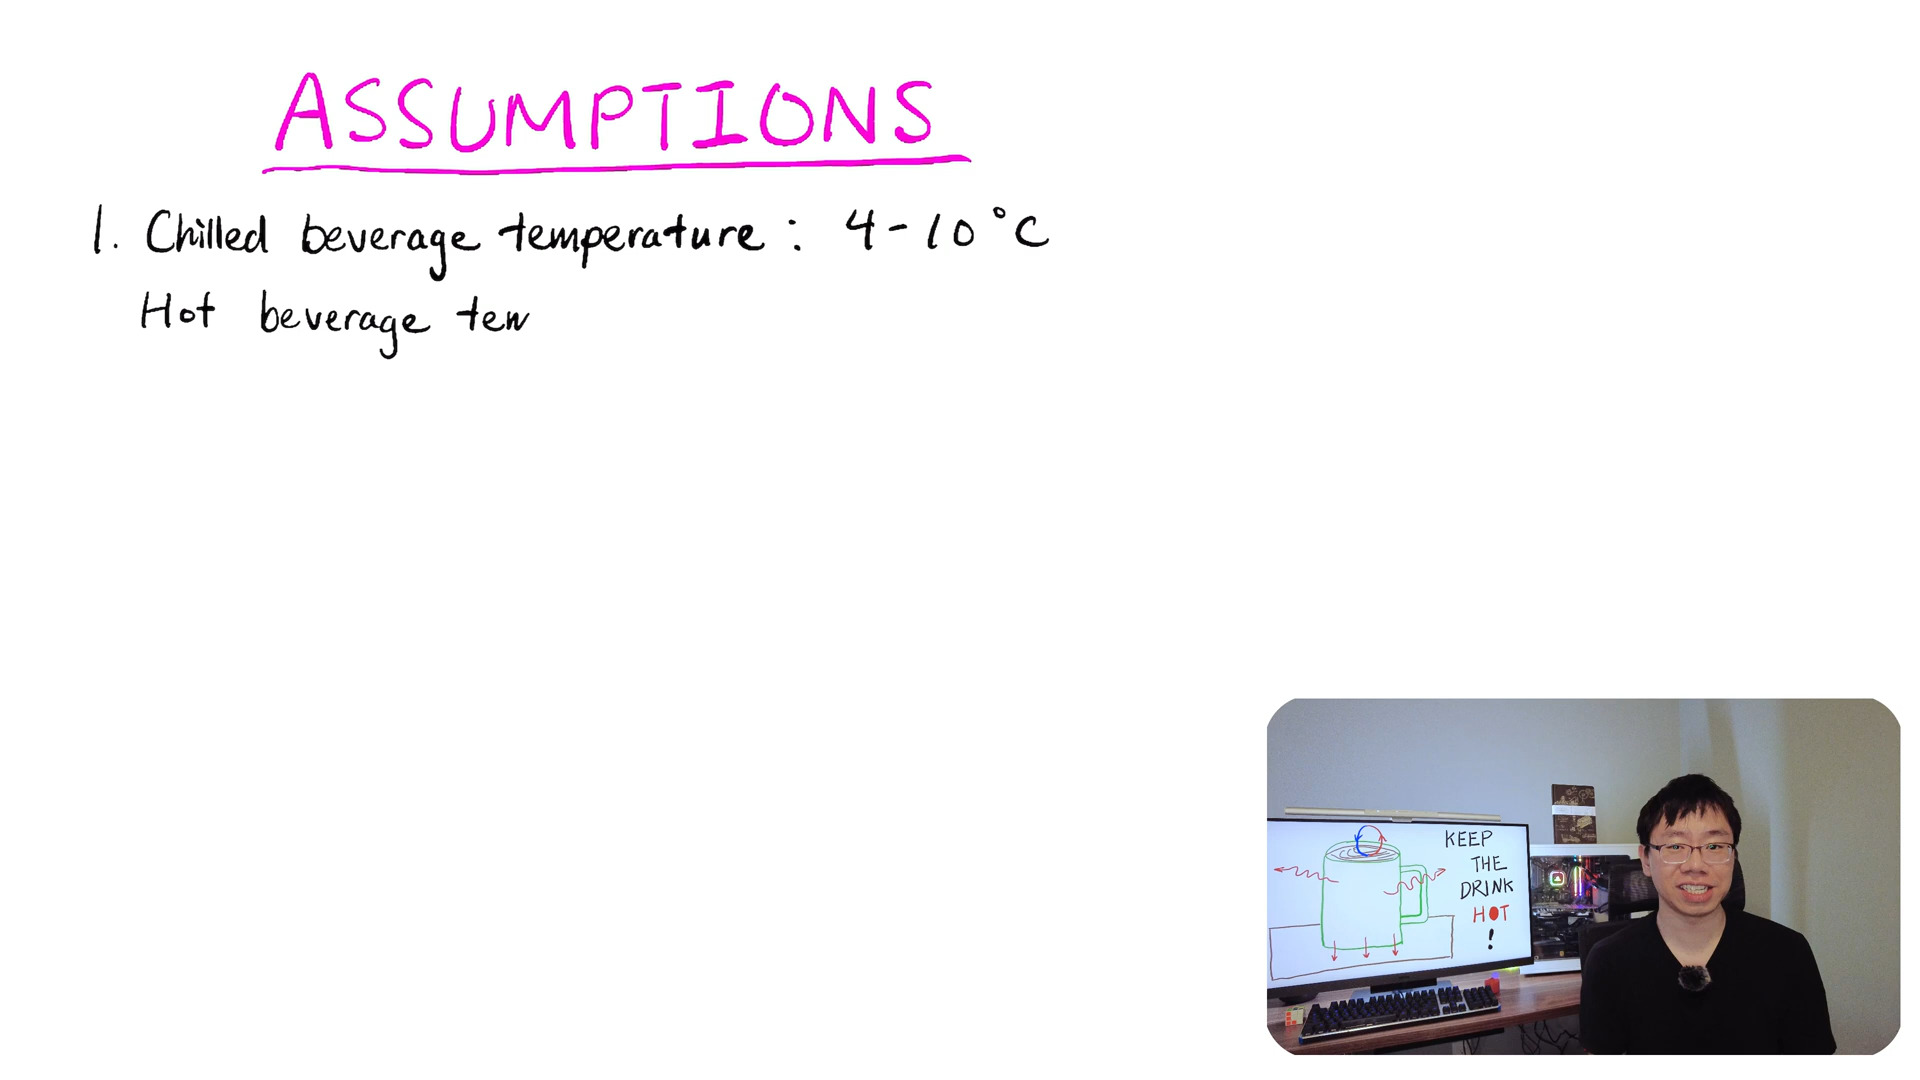 ASSUMPTIONS
1. Chilled beverage temperature : 4-10°C
Hot beverage tem
KEEP
THE
DRINK
HOT
!